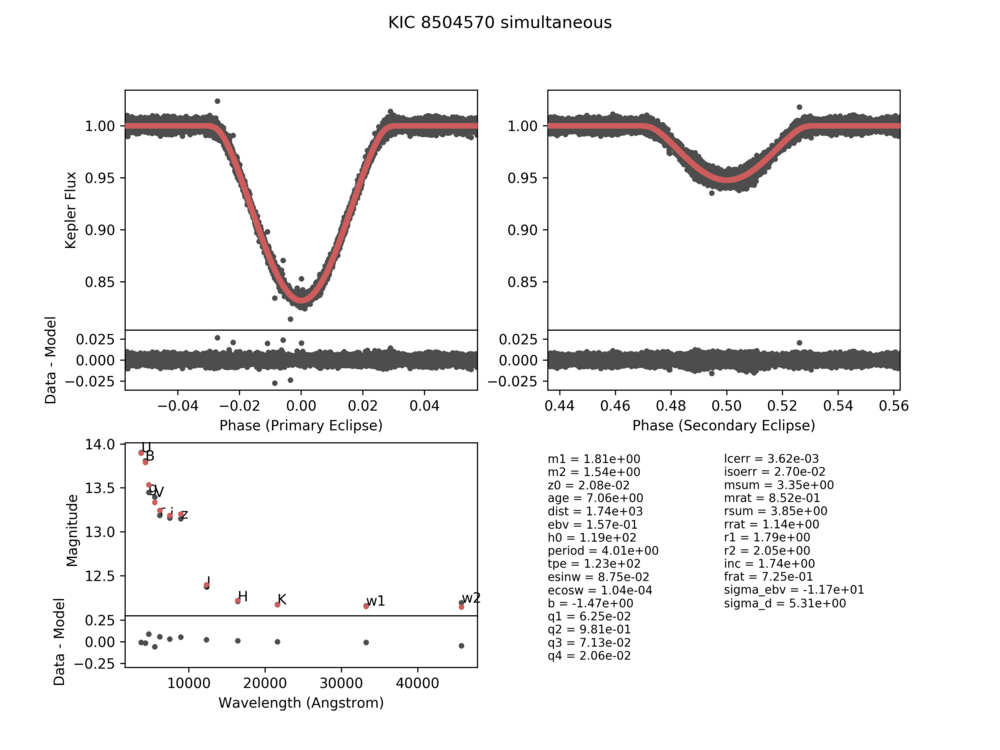 KIC 8504570 simultaneous
1.00
0.95
0.90
0.85
Kepler Flux
0.025
0.000
−0.025
Data - Model
−0.04 −0.02 0.00 0.02 0.04
Phase (Primary Eclipse)
1.00
0.95
0.90
0.85
0.025
0.000
−0.025
0.44 0.46 0.48 0.50 0.52 0.54 0.56
Phase (Secondary Eclipse)
14.0
13.5
13.0
12.5
Magnitude
U
B
g
V
r i z
J
H
K
w1
w2
0.25
0.00
−0.25
Data - Model
10000 20000 30000 40000
Wavelength (Angstrom)
m1 = 1.81e+00
m2 = 1.54e+00
z0 = 2.08e-02
age = 7.06e+00
dist = 1.74e+03
ebv = 1.57e-01
h0 = 1.19e+02
period = 4.01e+00
tpe = 1.23e+02
esinw = 8.75e-02
ecosw = 1.04e-04
b = -1.47e+00
q1 = 6.25e-02
q2 = 9.81e-01
q3 = 7.13e-02
q4 = 2.06e-02
lcerr = 3.62e-03
isoerr = 2.70e-02
msum = 3.35e+00
mrat = 8.52e-01
rsum = 3.85e+00
rrat = 1.14e+00
r1 = 1.79e+00
r2 = 2.05e+00
inc = 1.74e+00
frat = 7.25e-01
sigma_ebv = -1.17e+01
sigma_d = 5.31e+00